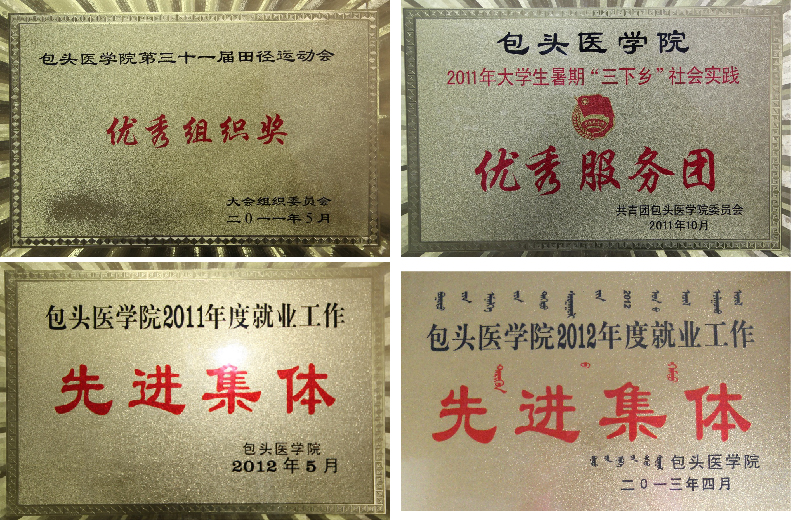 包头医学院第三十一届田径运动会
优秀组织奖
大会组织委员会
二〇一一年5月
包头医学院
2011年大学生暑期“三下乡”社会实践
优秀服务团
共青团包头医学院委员会
2011年10月
包头医学院2011年度就业工作
先进集体
包头医学院
2012年5月
2012
包头医学院2012年度就业工作
先进集体
包头医学院
二〇一三年四月